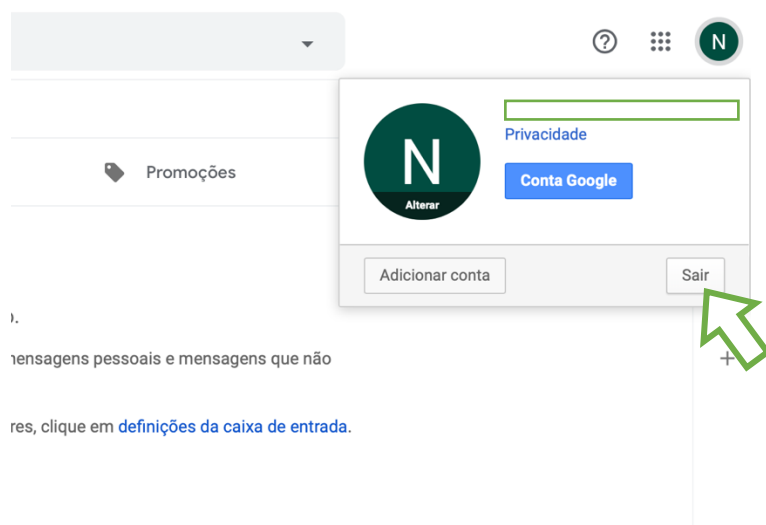 N
N
Alterar
Privacidade
Conta Google
Promoções
Adicionar conta
Sair
o.
mensagens pessoais e mensagens que não
res, clique em definições da caixa de entrada.